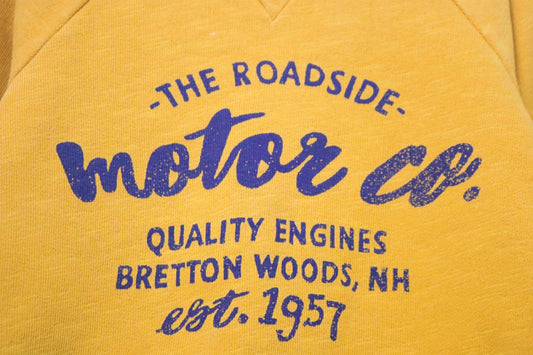 -THE ROADSIDE-
motor co.
QUALITY ENGINES
BRETTON WOODS, NH
est. 1957